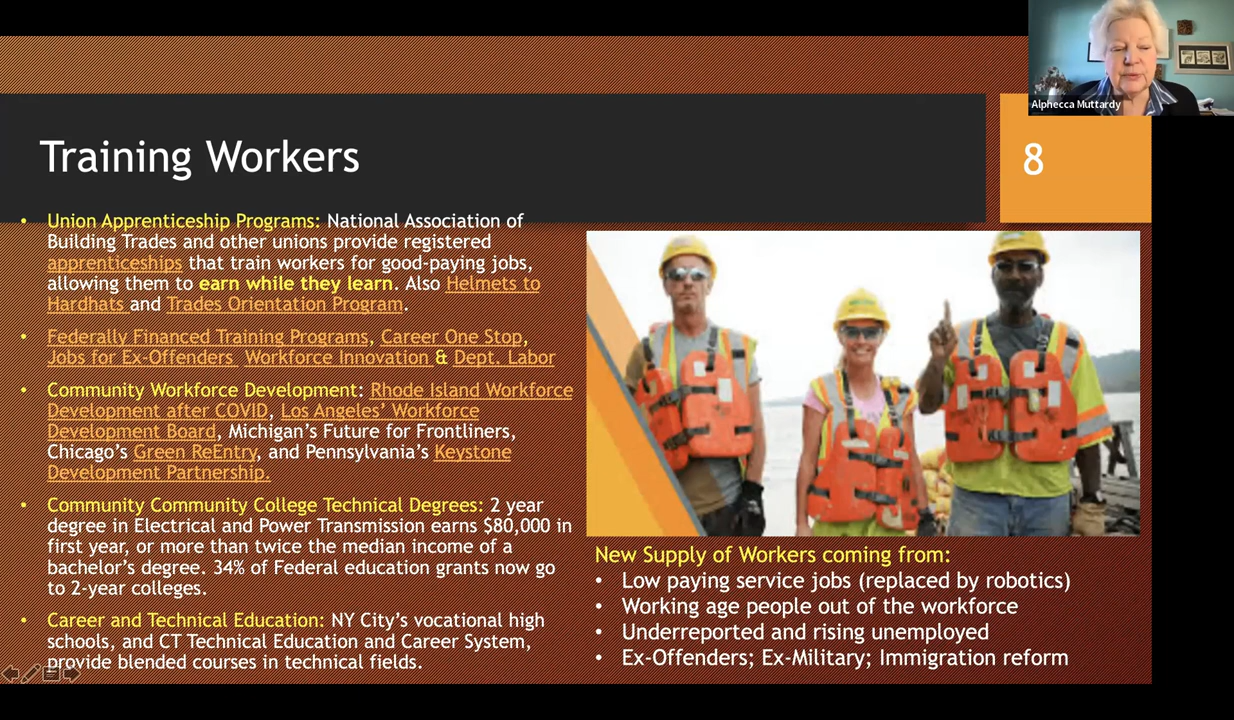 Alphecca Muttardy
Training Workers
8
• Union Apprenticeship Programs: National Association of
Building Trades and other unions provide registered
apprenticeships that train workers for good-paying jobs,
allowing them to earn while they learn. Also Helmets to
Hardhats and Trades Orientation Program.
• Federally Financed Training Programs, Career One Stop,
Jobs for Ex-Offenders Workforce Innovation & Dept. Labor
• Community Workforce Development: Rhode Island Workforce
Development after COVID, Los Angeles’ Workforce
Development Board, Michigan’s Future for Frontliners,
Chicago’s Green ReEntry, and Pennsylvania’s Keystone
Development Partnership.
• Community Community College Technical Degrees: 2 year
degree in Electrical and Power Transmission earns $80,000 in
first year, or more than twice the median income of a
bachelor’s degree. 34% of Federal education grants now go
to 2-year colleges.
• Career and Technical Education: NY City’s vocational high
schools, and CT Technical Education and Career System,
provide blended courses in technical fields.
New Supply of Workers coming from:
• Low paying service jobs (replaced by robotics)
• Working age people out of the workforce
• Underreported and rising unemployed
• Ex-Offenders; Ex-Military; Immigration reform